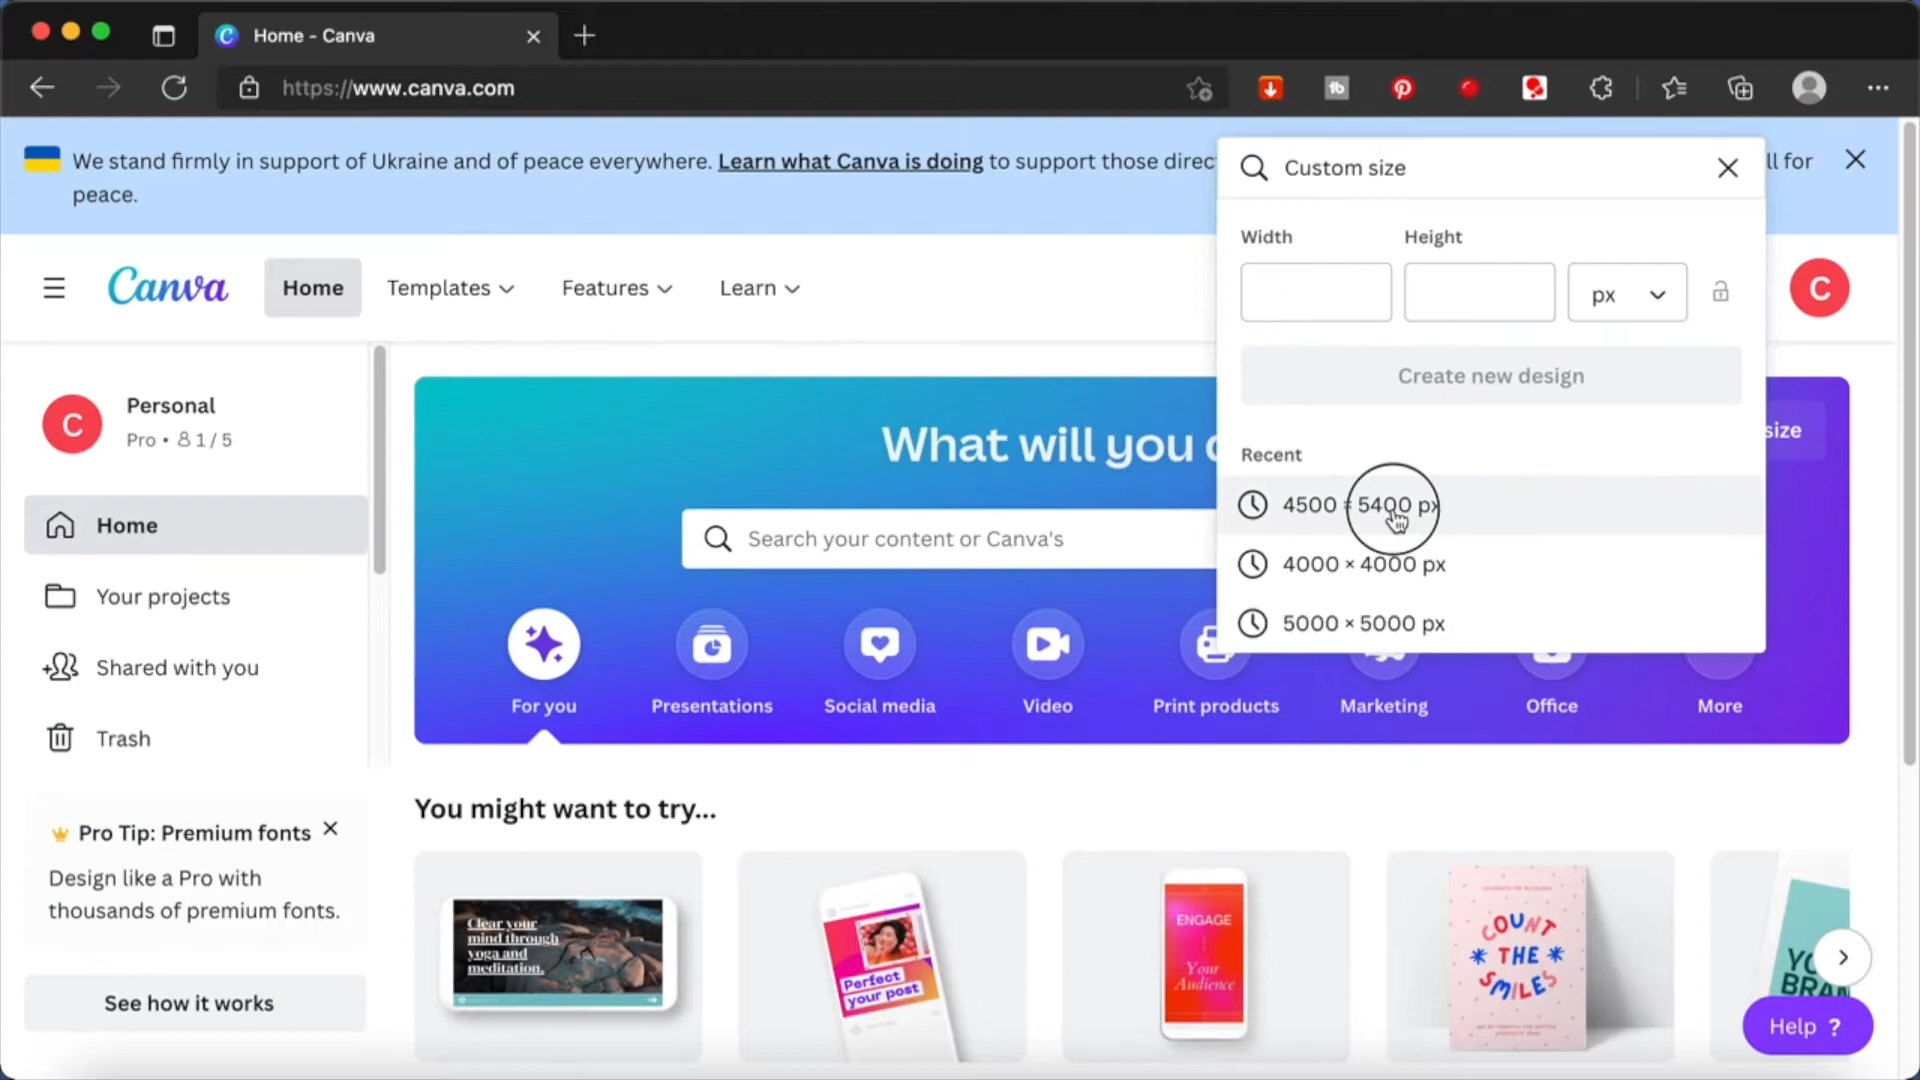 Home - Canva
https://www.canva.com
We stand firmly in support of Ukraine and of peace everywhere. Learn what Canva is doing to support those direc
ll for
peace.
Custom size
Width
Height
px
Create new design
Recent
4500 × 5400 px
4000 × 4000 px
5000 × 5000 px
Canva
Home
Templates
Features
Learn
C
C
Personal
Pro • 1 / 5
Home
Your projects
Shared with you
Trash
Pro Tip: Premium fonts
Design like a Pro with
thousands of premium fonts.
See how it works
What will you
size
Search your content or Canva's
For you
Presentations
Social media
Video
Print products
Marketing
Office
More
You might want to try...
Clear your
mind through
yoga and
meditation.
Perfect
your post
ENGAGE
Your
Audience
COUNT
* THE *
SMILES
YO
BRAN
Help ?